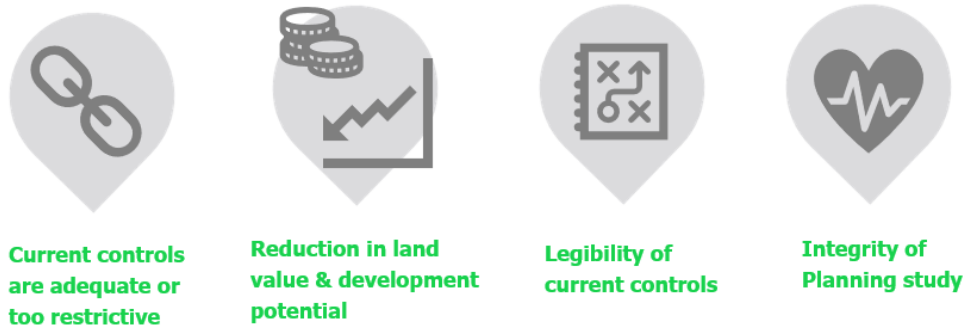 Current controls
are adequate or
too restrictive
Reduction in land
value & development
potential
Legibility of
current controls
Integrity of
Planning study